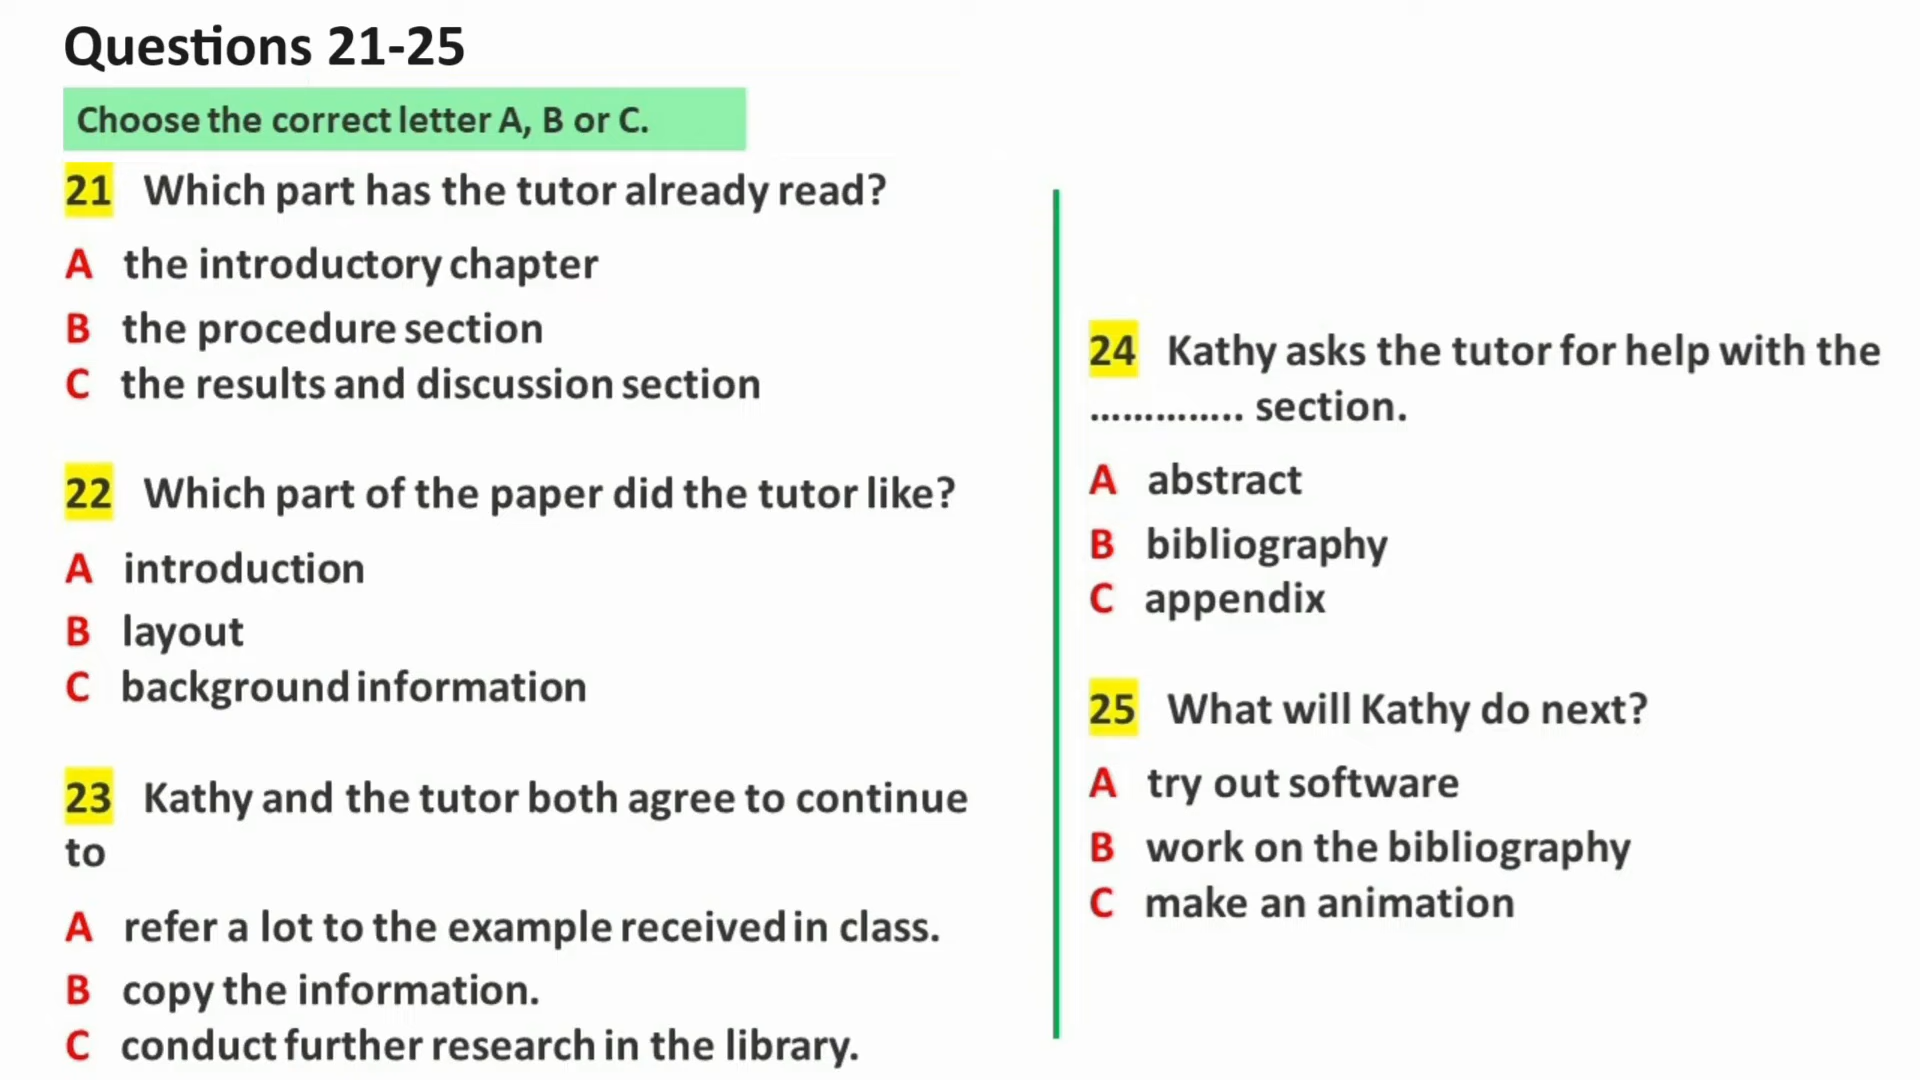 Questions 21-25
Choose the correct letter A, B or C.
21 Which part has the tutor already read?
A the introductory chapter
B the procedure section
C the results and discussion section
22 Which part of the paper did the tutor like?
A introduction
B layout
C background information
23 Kathy and the tutor both agree to continue
to
A refer a lot to the example received in class.
B copy the information.
C conduct further research in the library.
24 Kathy asks the tutor for help with the
.............. section.
A abstract
B bibliography
C appendix
25 What will Kathy do next?
A try out software
B work on the bibliography
C make an animation